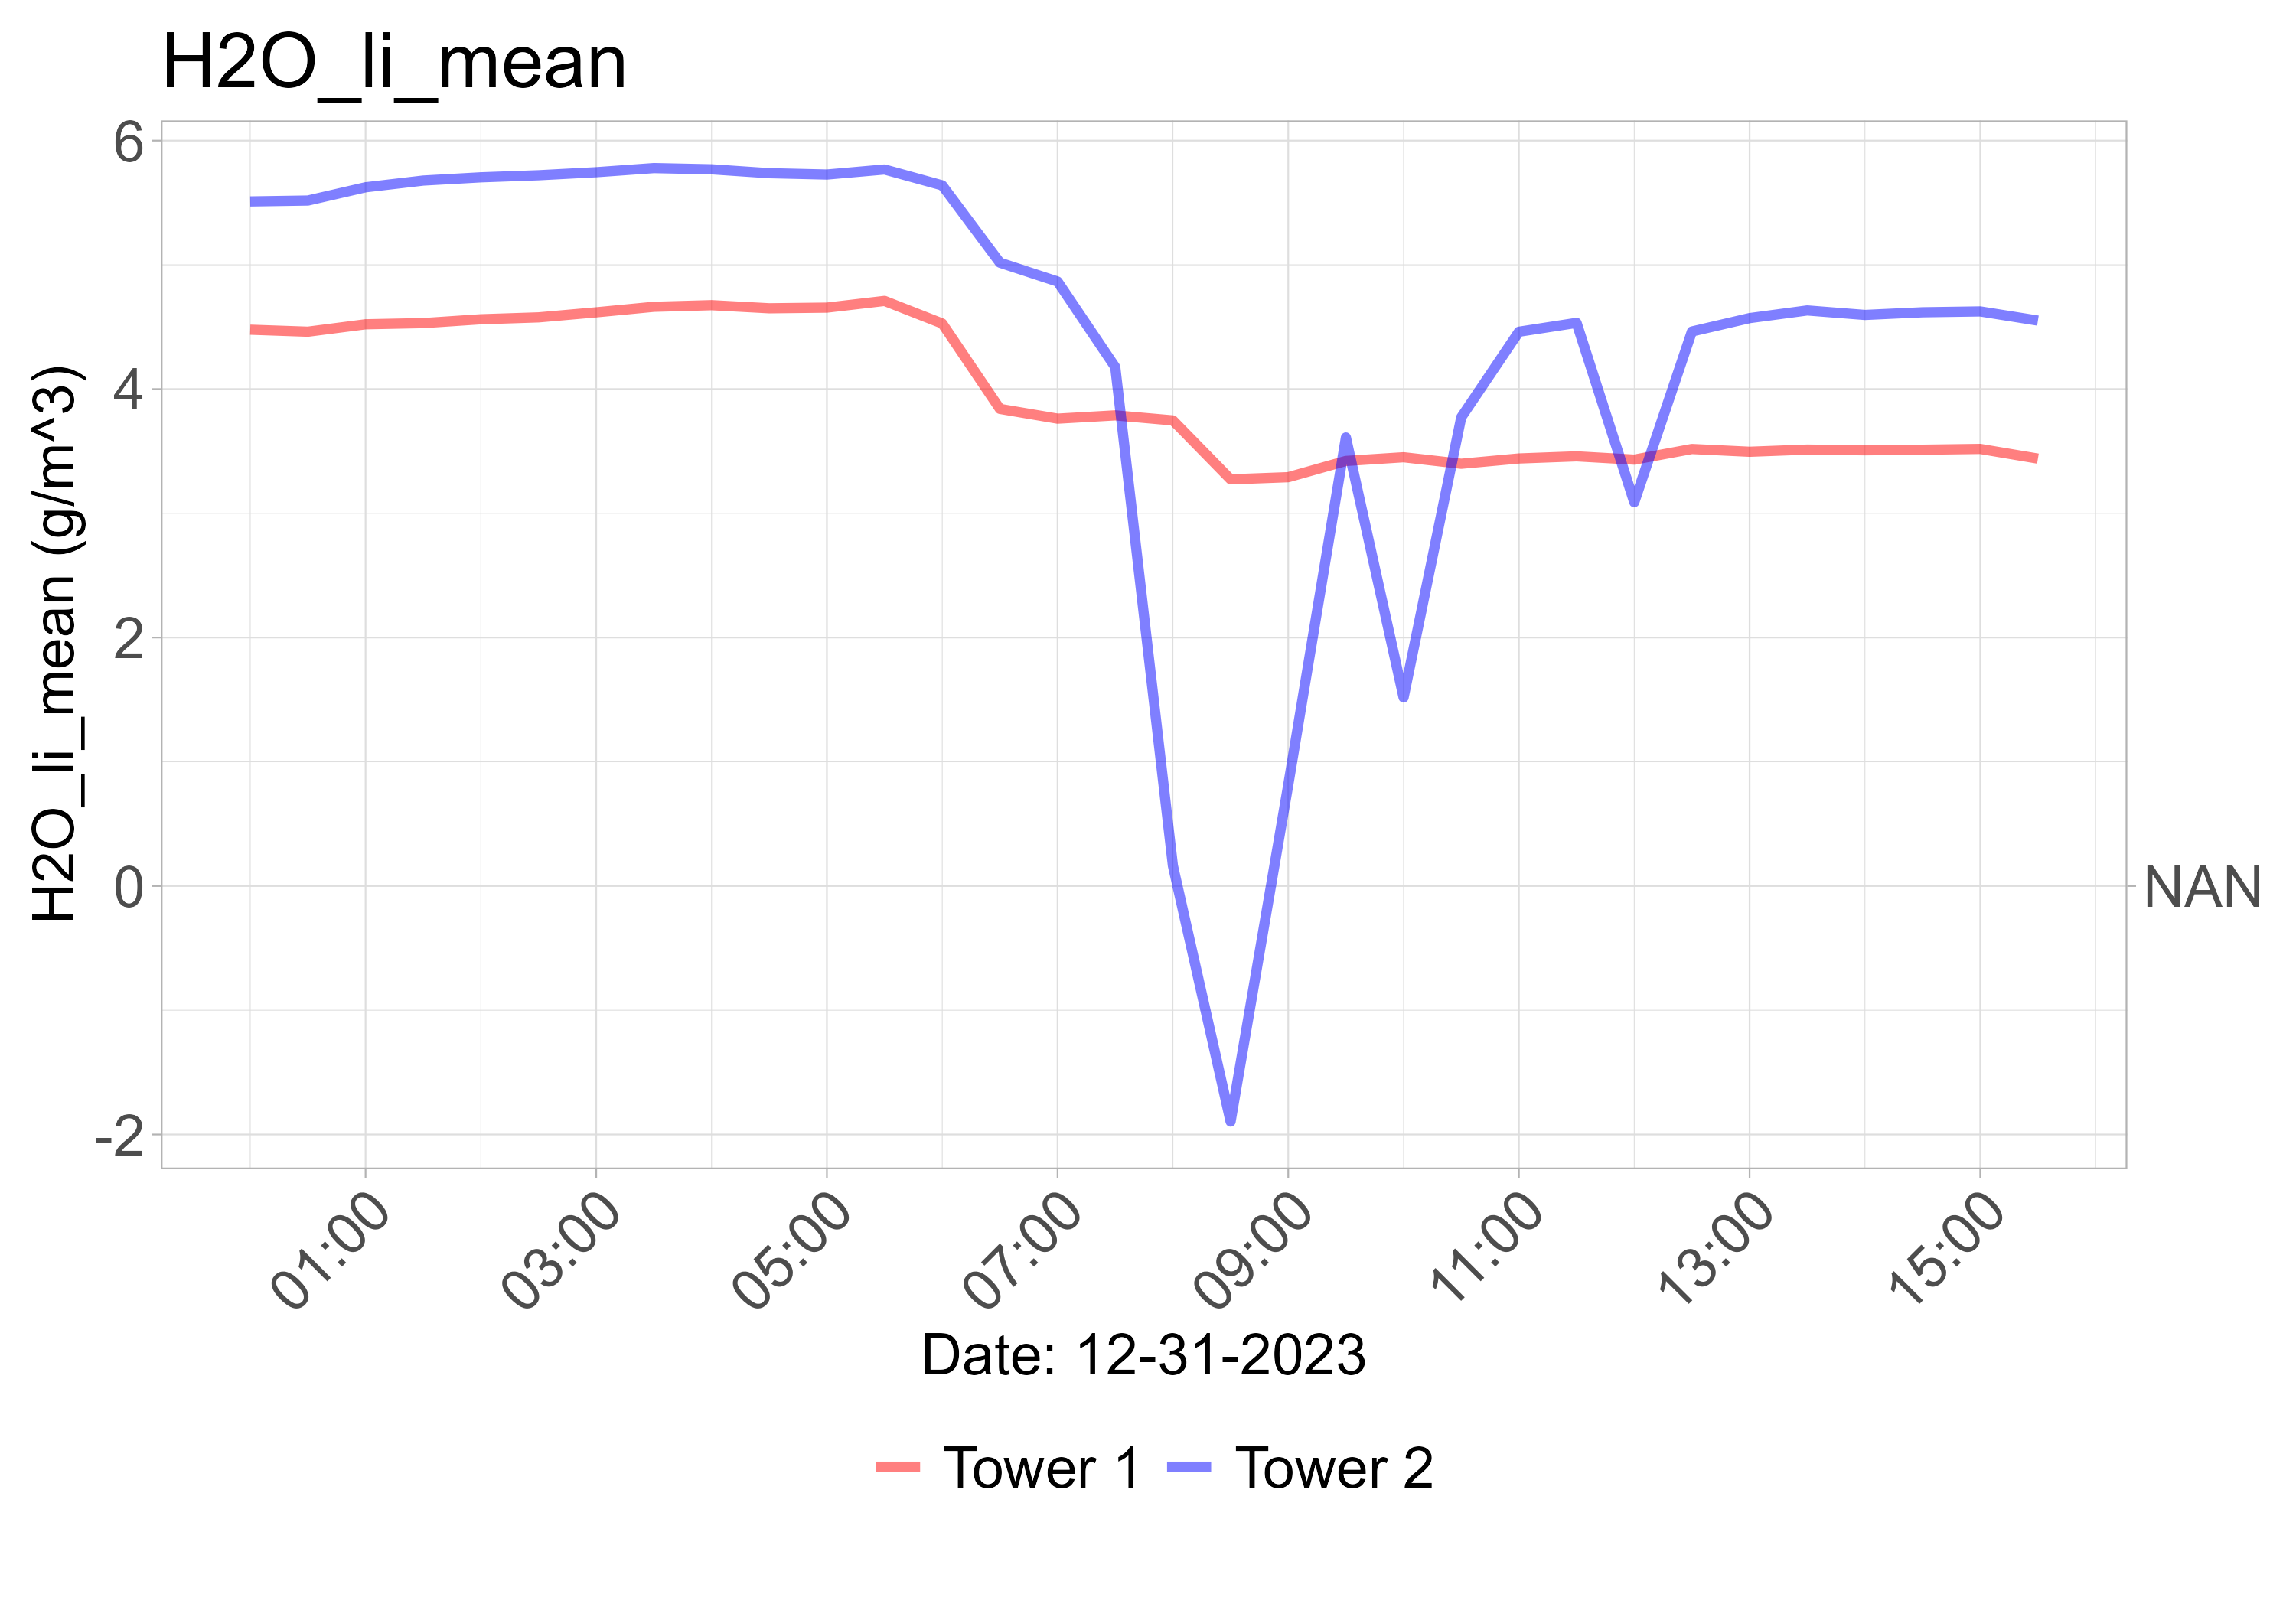 H2O_li_mean
H2O_li_mean (g/m^3)
6
4
2
0
-2
NAN
01:00
03:00
05:00
07:00
09:00
11:00
13:00
15:00
Date: 12-31-2023
Tower 1
Tower 2